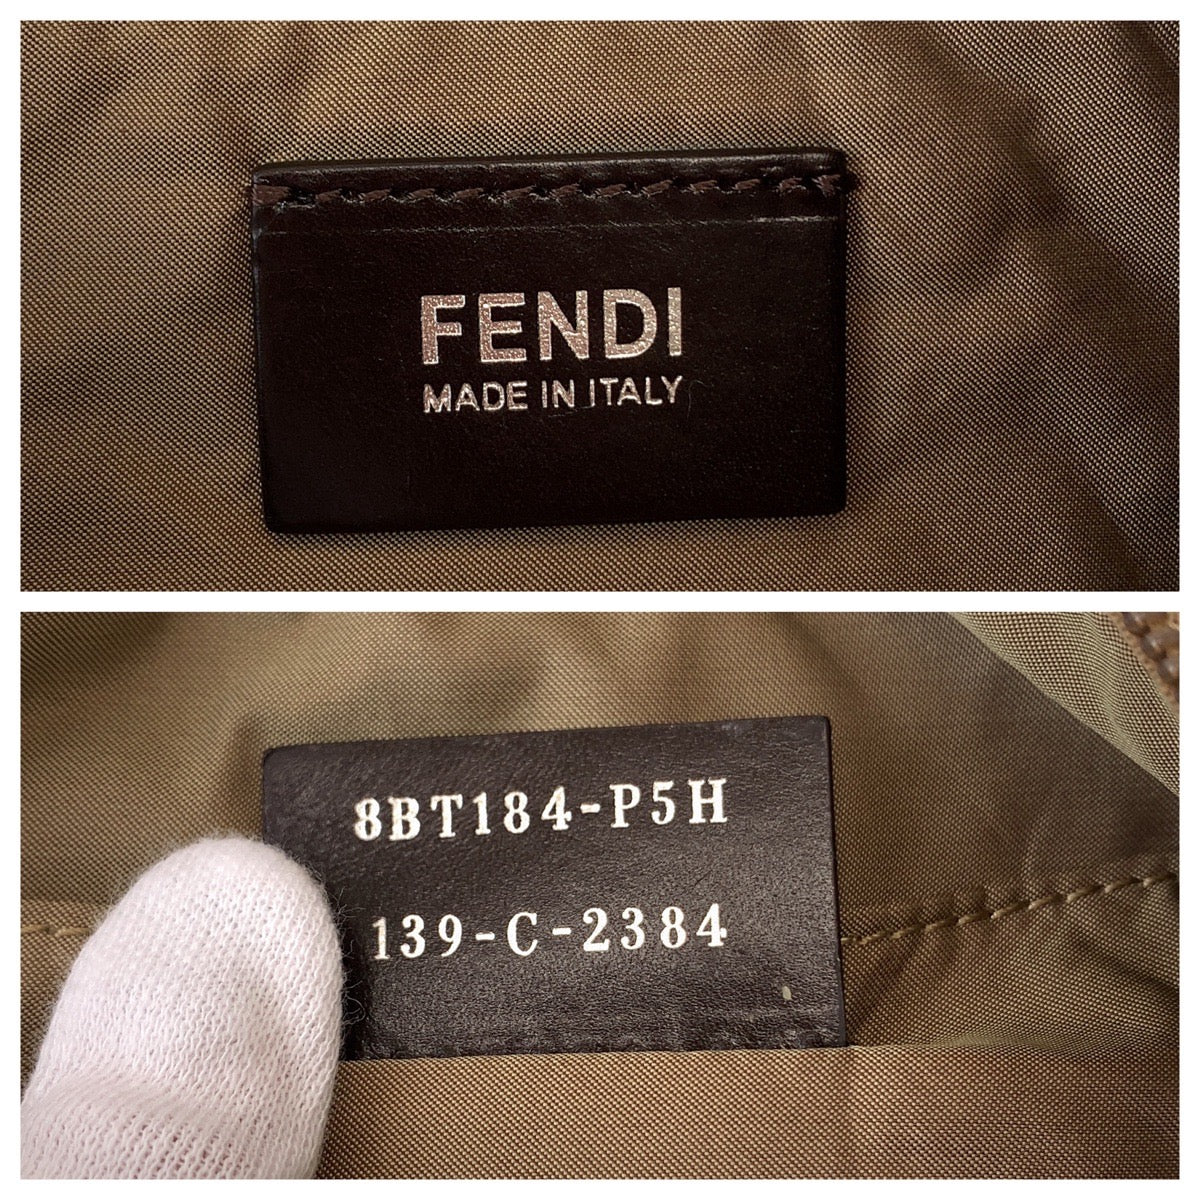 FENDI
MADE IN ITALY
8BT184-P5H
139-C-2384